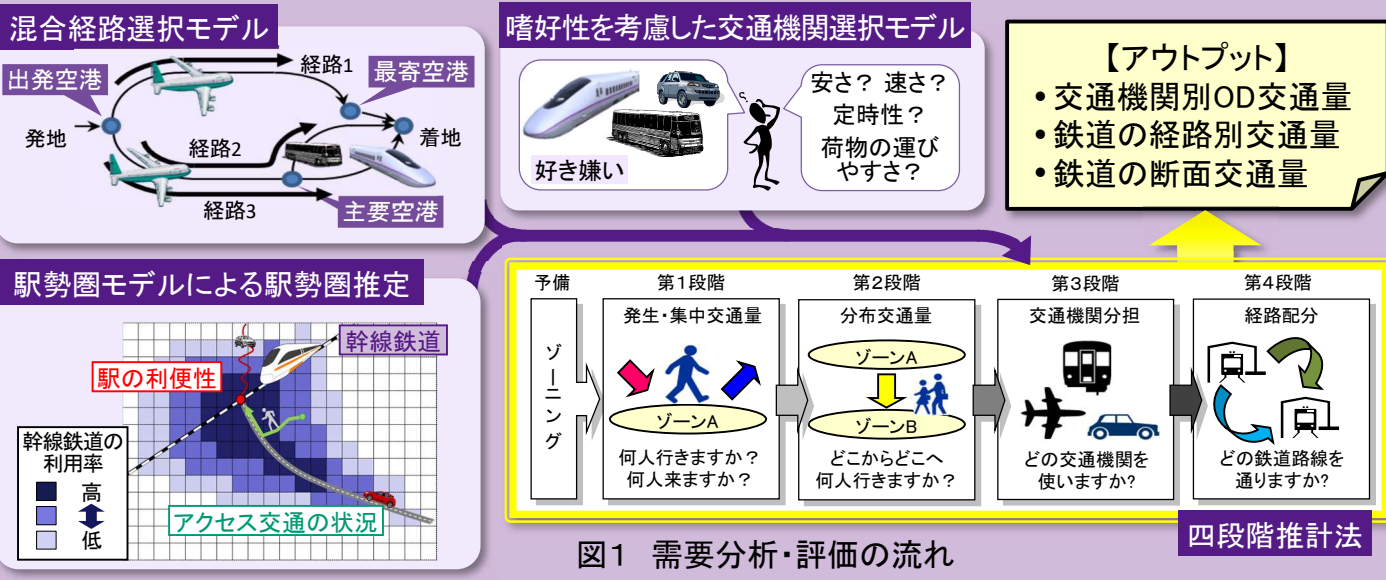 混合経路選択モデル
出発空港
経路1
最寄空港
発地
着地
経路2
経路3
主要空港
嗜好性を考慮した交通機関選択モデル
好き嫌い
安さ? 速さ?
定時性?
荷物の運び
やすさ?
【アウトプット】
•交通機関別OD交通量
•鉄道の経路別交通量
•鉄道の断面交通量
駅勢圏モデルによる駅勢圏推定
幹線鉄道
駅の利便性
幹線鉄道の
利用率
高
低
アクセス交通の状況
予備
ゾーニング
第1段階
発生・集中交通量
ゾーンA
何人行きますか?
何人来ますか?
第2段階
分布交通量
ゾーンA
ゾーンB
どこからどこへ
何人行きますか?
第3段階
交通機関分担
どの交通機関を
使いますか?
第4段階
経路配分
どの鉄道路線を
通りますか?
四段階推計法
図1 需要分析・評価の流れ